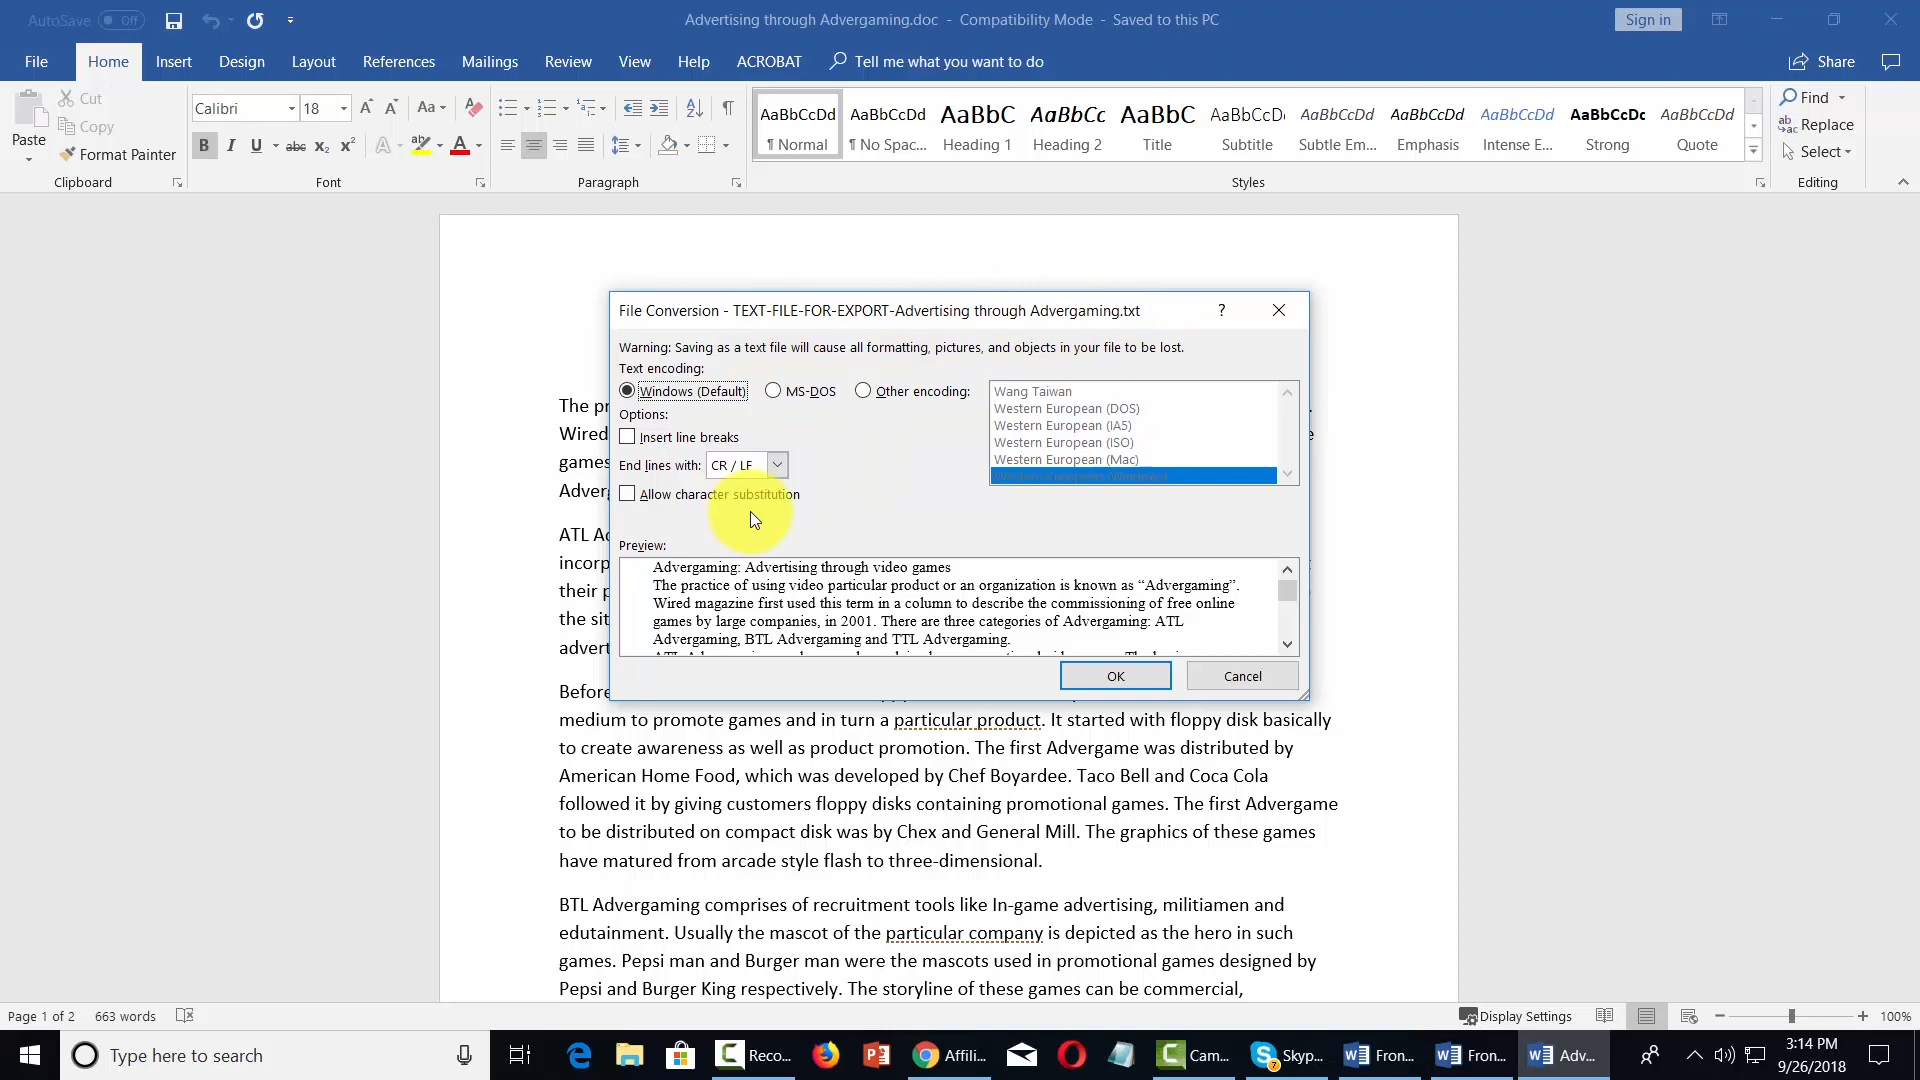 AutoSave Off
Advertising through Advergaming.doc - Compatibility Mode - Saved to this PC
Sign in
File Home Insert Design Layout References Mailings Review View Help ACROBAT Tell me what you want to do Share
Paste
Cut
Copy
Format Painter
Clipboard
Calibri 18
Font
Paragraph
AaBbCcDd AaBbCcDd AaBbC AaBbCc AaBbC AaBbCcD AaBbCcDd AaBbCcDd AaBbCcDd AaBbCcDc AaBbCcDd
¶ Normal ¶ No Spac... Heading 1 Heading 2 Title Subtitle Subtle Em... Emphasis Intense E... Strong Quote
Styles
Find
Replace
Select
Editing
File Conversion - TEXT-FILE-FOR-EXPORT-Advertising through Advergaming.txt
Warning: Saving as a text file will cause all formatting, pictures, and objects in your file to be lost.
Text encoding:
Windows (Default) MS-DOS Other encoding:
Wang Taiwan
Western European (DOS)
Western European (IA5)
Western European (ISO)
Western European (Mac)
Western European (Windows)
Options:
Insert line breaks
End lines with: CR / LF
Allow character substitution
Preview:
Advergaming: Advertising through video games
The practice of using video particular product or an organization is known as “Advergaming”.
Wired magazine first used this term in a column to describe the commissioning of free online
games by large companies, in 2001. There are three categories of Advergaming: ATL
Advergaming, BTL Advergaming and TTL Advergaming.
OK Cancel
The pr
Wired
games
Adver
ATL Ad
incorp
their p
the sit
advert
Before
medium to promote games and in turn a particular product. It started with floppy disk basically
to create awareness as well as product promotion. The first Advergame was distributed by
American Home Food, which was developed by Chef Boyardee. Taco Bell and Coca Cola
followed it by giving customers floppy disks containing promotional games. The first Advergame
to be distributed on compact disk was by Chex and General Mill. The graphics of these games
have matured from arcade style flash to three-dimensional.
BTL Advergaming comprises of recruitment tools like In-game advertising, militiamen and
edutainment. Usually the mascot of the particular company is depicted as the hero in such
games. Pepsi man and Burger man were the mascots used in promotional games designed by
Pepsi and Burger King respectively. The storyline of these games can be commercial,
Page 1 of 2 663 words
Display Settings
100%
Type here to search
Reco...
Affili...
Cam...
Skyp...
Fron...
Fron...
Adv...
3:14 PM
9/26/2018